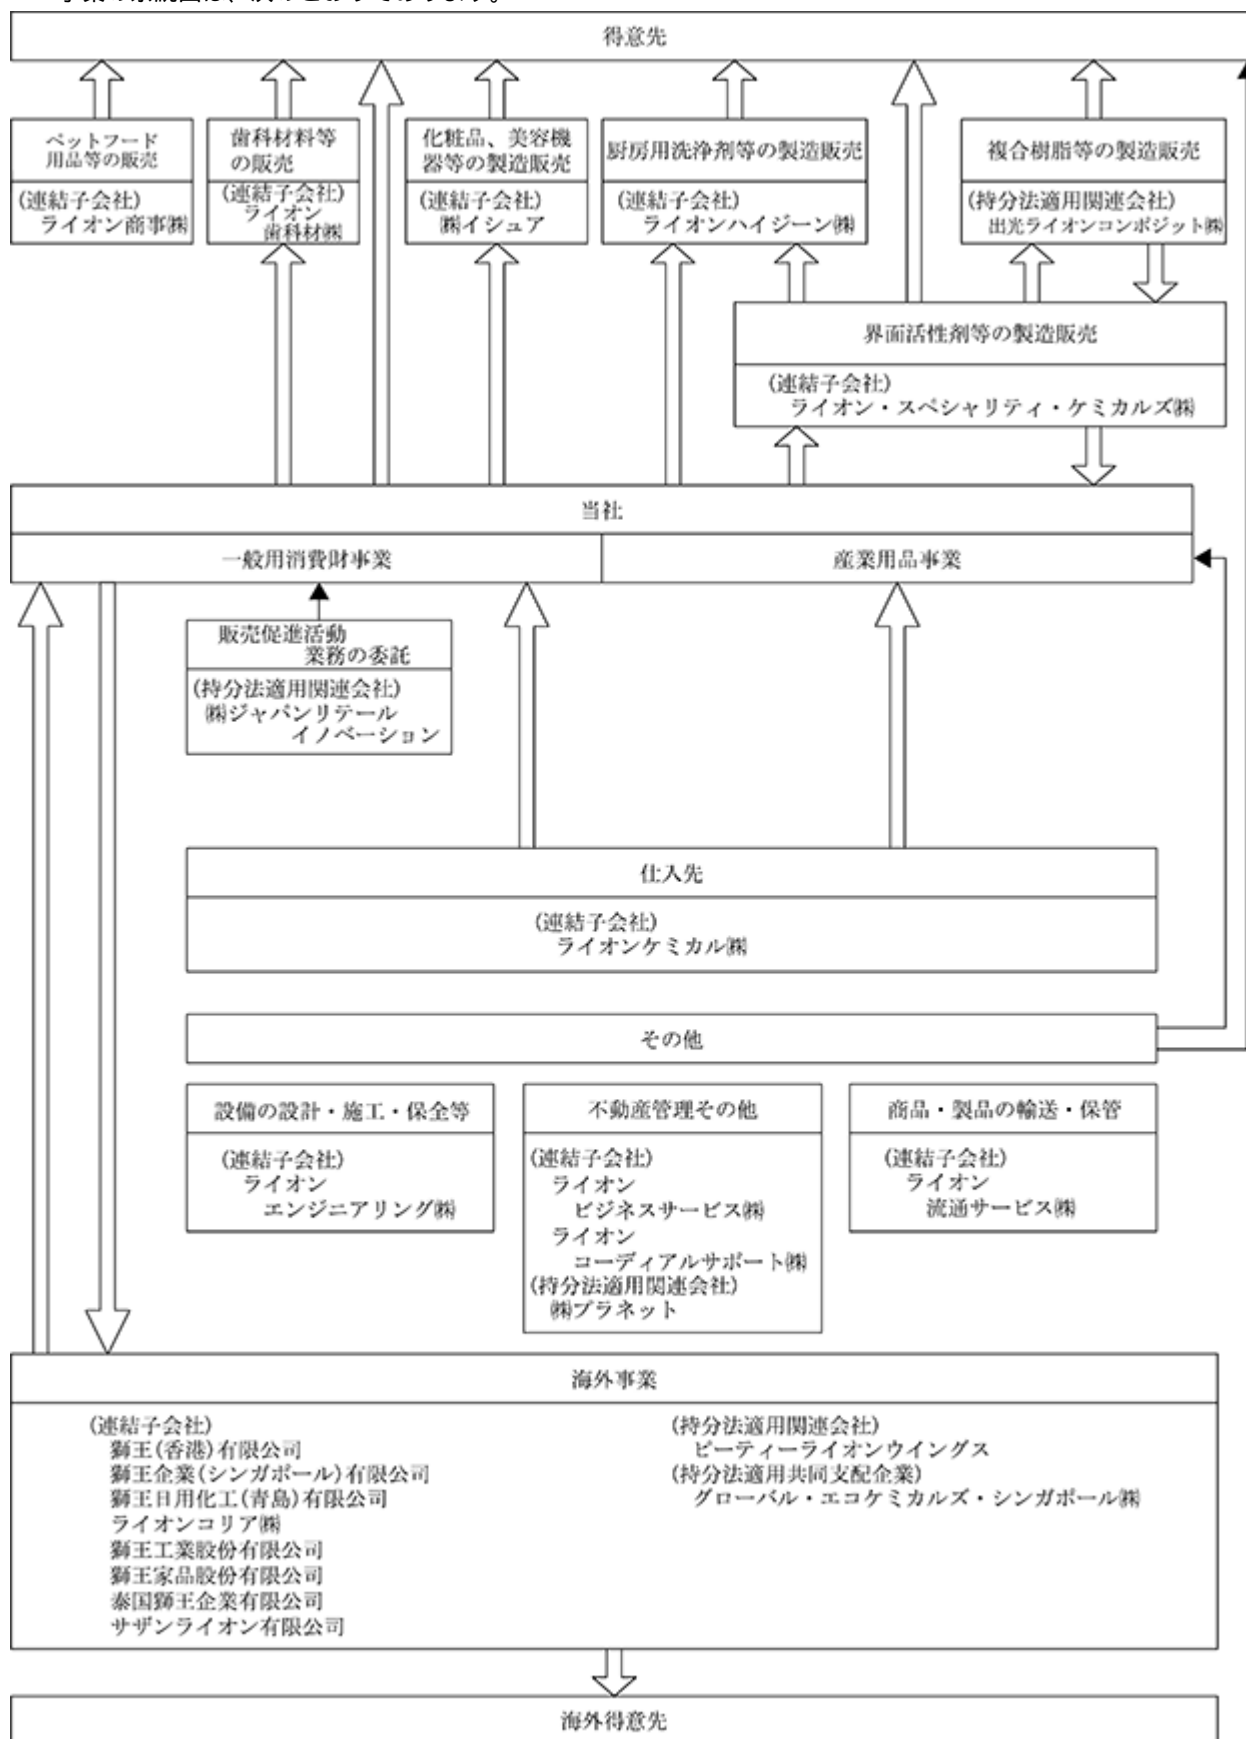 事業の系統図は、次のとおりであります。
得意先
ペットフード
用品等の販売
(連結子会社)
ライオン商事㈱
歯科材料等
の販売
(連結子会社)
ライオン
歯科材㈱
化粧品、美容機
器等の製造販売
(連結子会社)
㈱イシュア
厨房用洗浄剤等の製造販売
(連結子会社)
ライオンハイジーン㈱
複合樹脂等の製造販売
(持分法適用関連会社)
出光ライオンコンポジット㈱
界面活性剤等の製造販売
(連結子会社)
ライオン・スペシャリティ・ケミカルズ㈱
当社
一般用消費財事業
産業用品事業
販売促進活動
業務の委託
(持分法適用関連会社)
㈱ジャパンリテール
イノベーション
仕入先
(連結子会社)
ライオンケミカル㈱
その他
設備の設計・施工・保全等
(連結子会社)
ライオン
エンジニアリング㈱
不動産管理その他
(連結子会社)
ライオン
ビジネスサービス㈱
ライオン
コーディアルサポート㈱
(持分法適用関連会社)
㈱プラネット
商品・製品の輸送・保管
(連結子会社)
ライオン
流通サービス㈱
海外事業
(連結子会社)
獅王(香港)有限公司
獅王企業(シンガポール)有限公司
獅王日用化工(青島)有限公司
ライオンコリア㈱
獅王工業股份有限公司
獅王家品股份有限公司
泰国獅王企業有限公司
サザンライオン有限公司
(持分法適用関連会社)
ピーティーライオンウイングス
(持分法適用共同支配企業)
グローバル・エコケミカルズ・シンガポール㈱
海外得意先